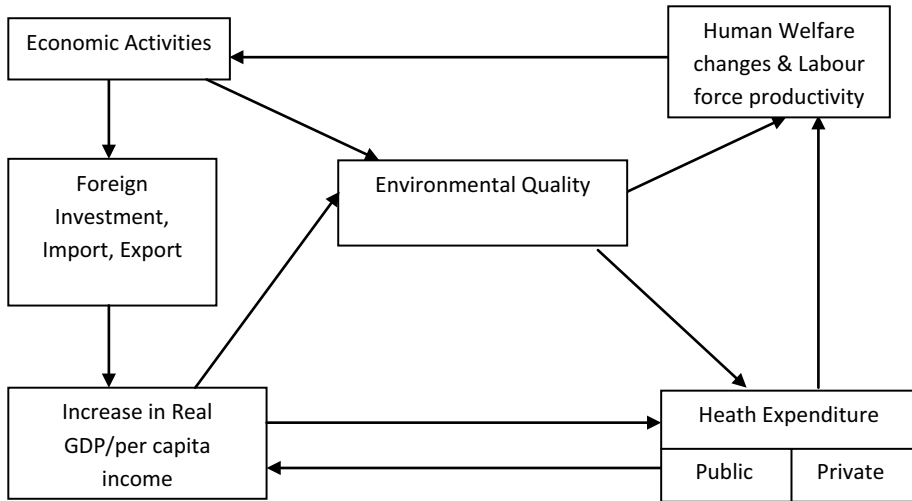 Economic Activities
Human Welfare
changes & Labour
force productivity
Foreign
Investment,
Import, Export
Environmental Quality
Increase in Real
GDP/per capita
income
Heath Expenditure
Public
Private